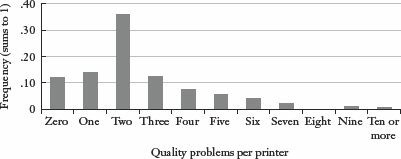 Frequency (sums to 1)
.40
.30
.20
.10
0
Zero One Two Three Four Five Six Seven Eight Nine Ten or
more
Quality problems per printer